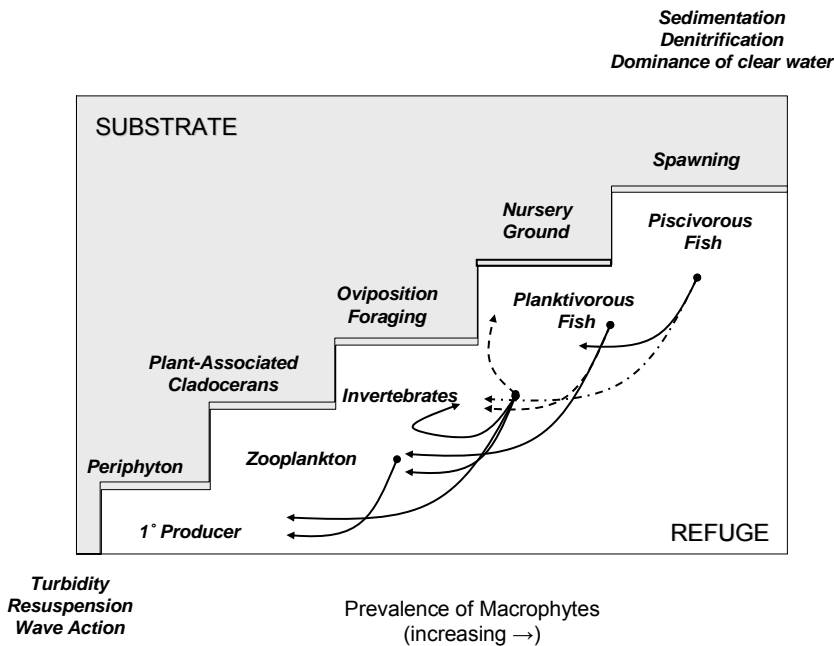 Sedimentation
Denitrification
Dominance of clear water
SUBSTRATE
Spawning
Nursery
Ground
Piscivorous
Fish
Oviposition
Foraging
Planktivorous
Fish
Plant-Associated
Cladocerans
Invertebrates
Periphyton
Zooplankton
1˚ Producer
REFUGE
Turbidity
Resuspension
Wave Action
Prevalence of Macrophytes
(increasing →)